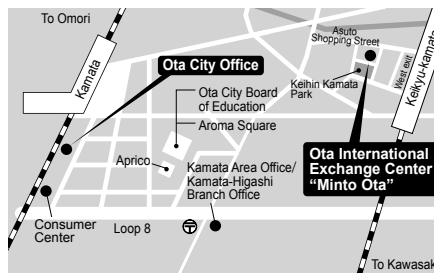 To Omori
Asuto
Shopping Street
Kamata
Ota City Office
West exit
Keikyu-kamata
Keihin Kamata
Park
Ota City Board
of Education
Aroma Square
Aprico
Kamata Area Office/
Kamata-Higashi
Branch Office
Ota International
Exchange Center
“Minto Ota”
Consumer
Center
Loop 8
〒
To Kawasak